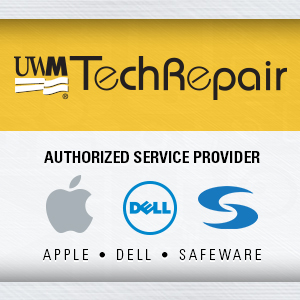 UWM TechRepair
®
AUTHORIZED SERVICE PROVIDER
DELL
APPLE • DELL • SAFEWARE